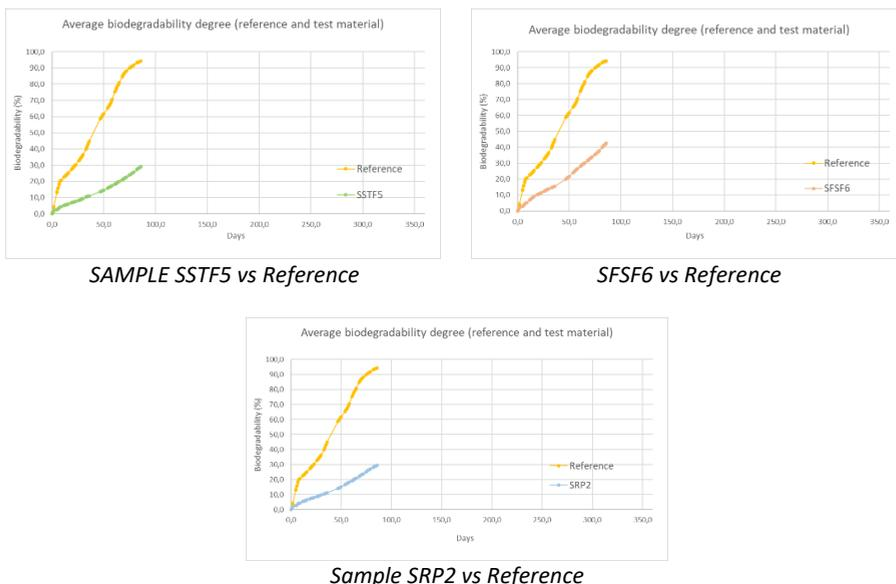 Average biodegradability degree (reference and test material)
100,0
90,0
80,0
70,0
60,0
50,0
40,0
30,0
20,0
10,0
0,0
Biodegradability (%)
Reference
SSTF5
0,0 50,0 100,0 150,0 200,0 250,0 300,0 350,0
Days
SAMPLE SSTF5 vs Reference
Average biodegradability degree (reference and test material)
100,0
90,0
80,0
70,0
60,0
50,0
40,0
30,0
20,0
10,0
0,0
Biodegradability (%)
Reference
SFSF6
0,0 50,0 100,0 150,0 200,0 250,0 300,0 350,0
Days
SFSF6 vs Reference
Average biodegradability degree (reference and test material)
100,0
90,0
80,0
70,0
60,0
50,0
40,0
30,0
20,0
10,0
0,0
Biodegradability (%)
Reference
SRP2
0,0 50,0 100,0 150,0 200,0 250,0 300,0 350,0
Days
Sample SRP2 vs Reference